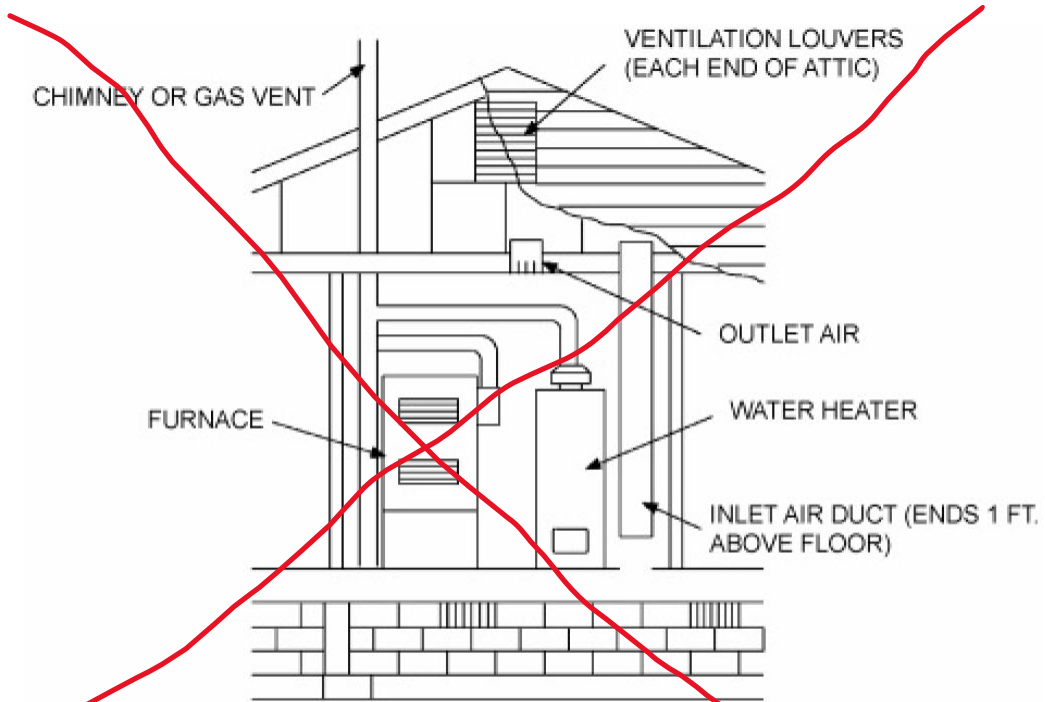 VENTILATION LOUVERS
(EACH END OF ATTIC)
CHIMNEY OR GAS VENT
OUTLET AIR
WATER HEATER
FURNACE
INLET AIR DUCT (ENDS 1 FT.
ABOVE FLOOR)